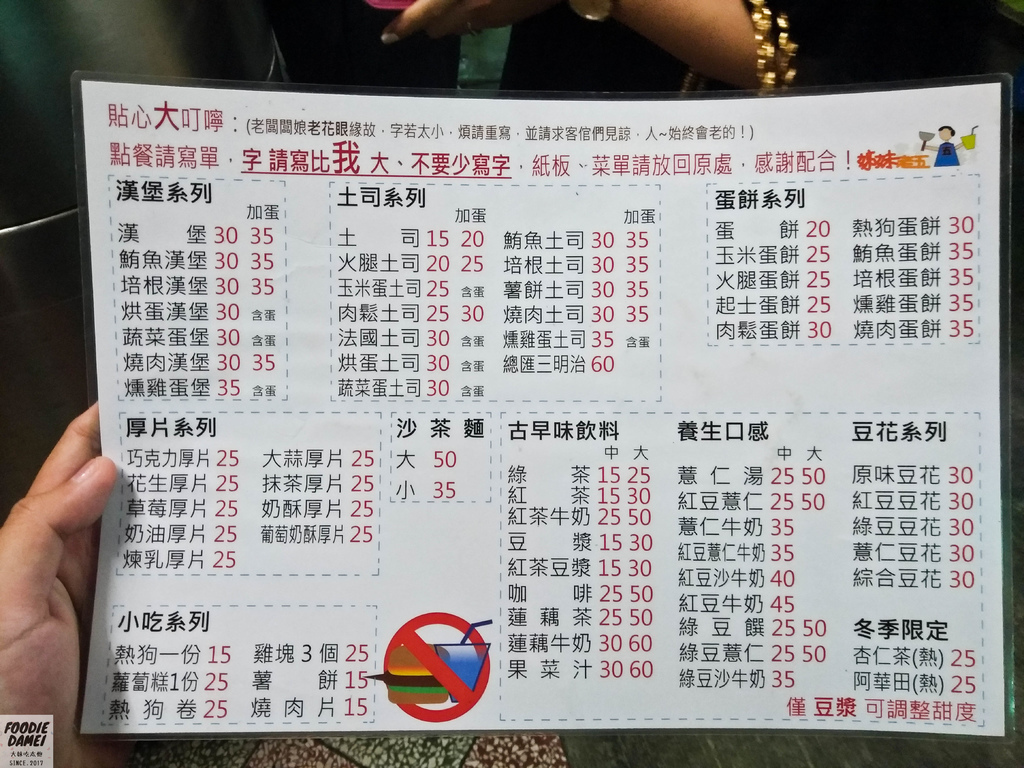 貼心大叮嚀：(老闆闆娘老花眼緣故，字若太小，煩請重寫，並請求客倌們見諒，人~始終會老的！)
點餐請寫單，字 請寫比我 大、不要少寫字，紙板、菜單請放回原處，感謝配合！ 姊妹老五
漢堡系列
加蛋
漢堡 30 35
鮪魚漢堡 30 35
培根漢堡 30 35
烘蛋漢堡 30 含蛋
蔬菜蛋堡 30 含蛋
燒肉漢堡 30 35
燻雞蛋堡 35 含蛋
土司系列
加蛋
土司 15 20
火腿土司 20 25
玉米蛋土司 25 含蛋
肉鬆土司 25 30
法國土司 30 含蛋
烘蛋土司 30 含蛋
蔬菜蛋土司 30 含蛋
加蛋
鮪魚土司 30 35
培根土司 30 35
薯餅土司 30 35
燒肉土司 30 35
燻雞蛋土司 35 含蛋
總匯三明治 60
蛋餅系列
蛋餅 20
玉米蛋餅 25
火腿蛋餅 25
起士蛋餅 25
肉鬆蛋餅 30
熱狗蛋餅 30
鮪魚蛋餅 35
培根蛋餅 35
燻雞蛋餅 35
燒肉蛋餅 35
厚片系列
巧克力厚片 25
花生厚片 25
草莓厚片 25
奶油厚片 25
煉乳厚片 25
大蒜厚片 25
抹茶厚片 25
奶酥厚片 25
葡萄奶酥厚片 25
沙茶麵
大 50
小 35
古早味飲料
中 大
綠茶 15 25
紅茶 15 30
紅茶牛奶 25 50
豆漿 15 30
紅茶豆漿 15 30
咖啡 25 50
蓮藕茶 25 50
蓮藕牛奶 30 60
果菜汁 30 60
養生口感
中 大
薏仁湯 25 50
紅豆薏仁 25 50
薏仁牛奶 35
紅豆薏仁牛奶 35
紅豆沙牛奶 40
紅豆牛奶 45
綠豆饌 25 50
綠豆薏仁 25 50
綠豆沙牛奶 35
豆花系列
原味豆花 30
紅豆豆花 30
綠豆豆花 30
薏仁豆花 30
綜合豆花 30
冬季限定
杏仁茶(熱) 25
阿華田(熱) 25
僅 豆漿 可調整甜度
小吃系列
熱狗一份 15
蘿蔔糕1份 25
熱狗卷 25
雞塊3個 25
薯餅 15
燒肉片 15
FOODIE
DAMEI
SINCE.2017